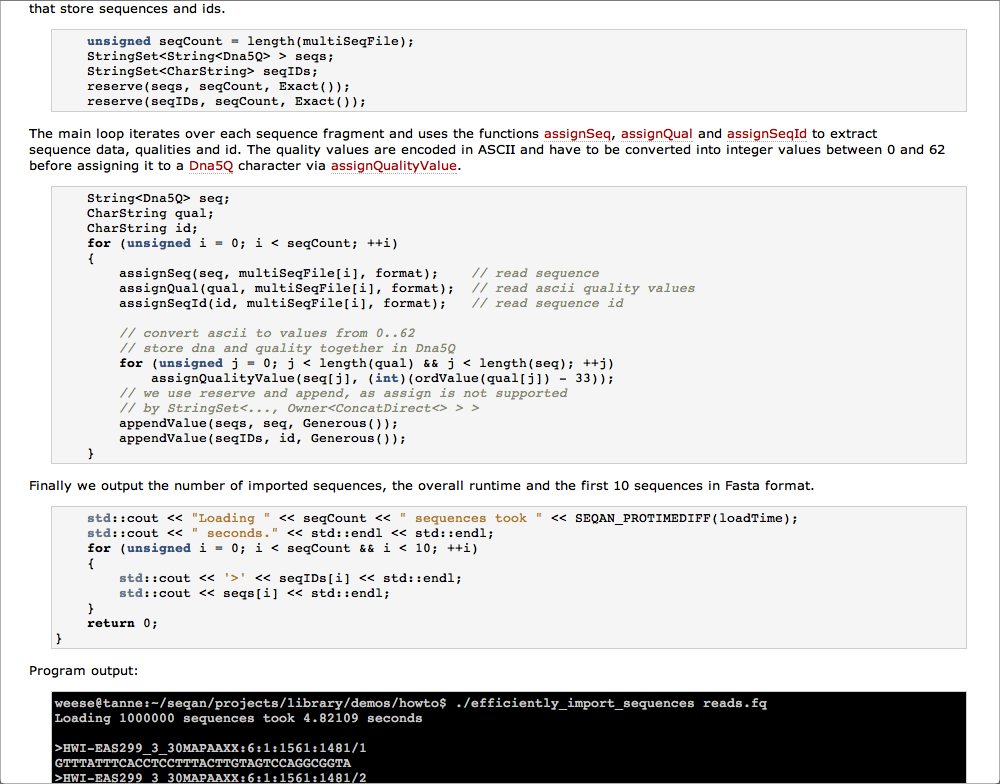 that store sequences and ids.
unsigned seqCount = length(multiSeqFile);
StringSet<String<Dna5Q> > seqs;
StringSet<CharString> seqIDs;
reserve(seqs, seqCount, Exact());
reserve(seqIDs, seqCount, Exact());
The main loop iterates over each sequence fragment and uses the functions assignSeq, assignQual and assignSeqId to extract
sequence data, qualities and id. The quality values are encoded in ASCII and have to be converted into integer values between 0 and 62
before assigning it to a Dna5Q character via assignQualityValue.
String<Dna5Q> seq;
CharString qual;
CharString id;
for (unsigned i = 0; i < seqCount; ++i)
{
assignSeq(seq, multiSeqFile[i], format);    // read sequence
assignQual(qual, multiSeqFile[i], format);  // read ascii quality values
assignSeqId(id, multiSeqFile[i], format);   // read sequence id
// convert ascii to values from 0..62
// store dna and quality together in Dna5Q
for (unsigned j = 0; j < length(qual) && j < length(seq); ++j)
assignQualityValue(seq[j], (int)(ordValue(qual[j]) - 33));
// we use reserve and append, as assign is not supported
// by StringSet<..., Owner<ConcatDirect<> > >
appendValue(seqs, seq, Generous());
appendValue(seqIDs, id, Generous());
}
Finally we output the number of imported sequences, the overall runtime and the first 10 sequences in Fasta format.
std::cout << "Loading " << seqCount << " sequences took " << SEQAN_PROTIMEDIFF(loadTime);
std::cout << " seconds." << std::endl << std::endl;
for (unsigned i = 0; i < seqCount && i < 10; ++i)
{
std::cout << '>' << seqIDs[i] << std::endl;
std::cout << seqs[i] << std::endl;
}
return 0;
}
Program output:
weese@tanne:~/seqan/projects/library/demos/howto$ ./efficiently_import_sequences reads.fq
Loading 1000000 sequences took 4.82109 seconds
>HWI-EAS299_3_30MAPAAXX:6:1:1561:1481/1
GTTTATTTCACCTCCTTTACTTGTAGTCCAGGCGGTA
>HWI-EAS299_3_30MAPAAXX:6:1:1561:1481/2